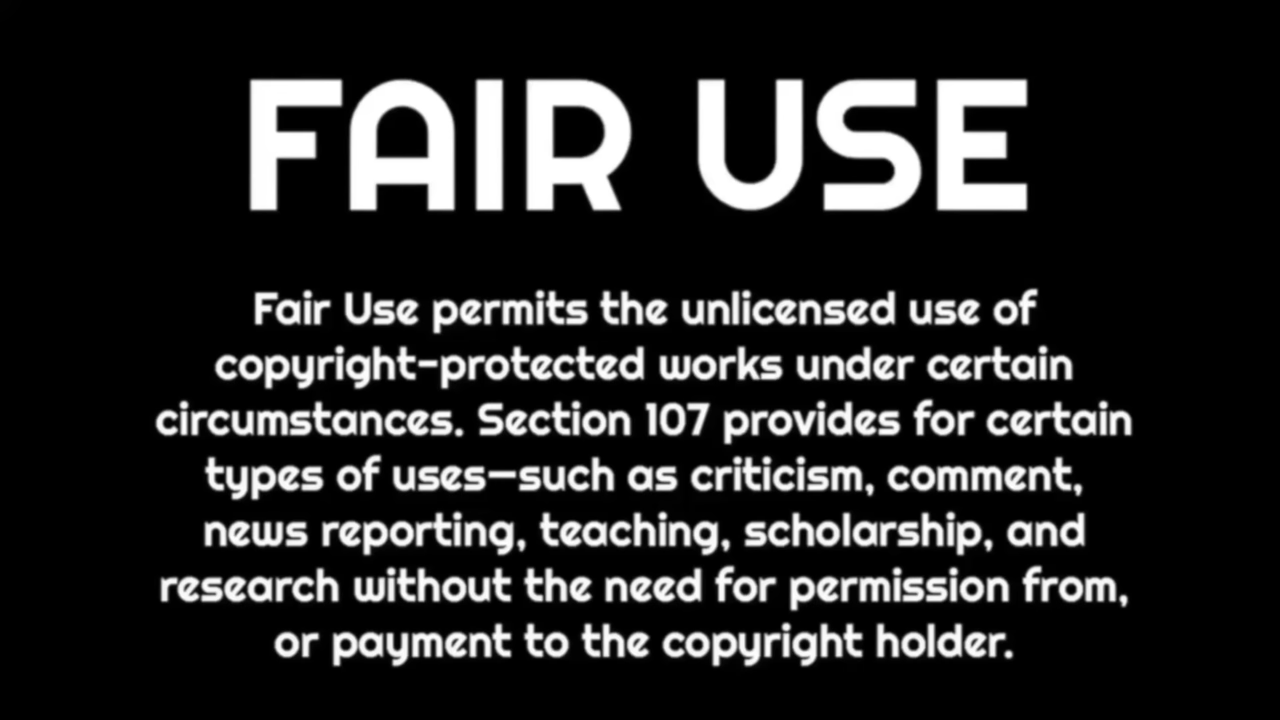 FAIR USE
Fair Use permits the unlicensed use of
copyright-protected works under certain
circumstances. Section 107 provides for certain
types of uses—such as criticism, comment,
news reporting, teaching, scholarship, and
research without the need for permission from,
or payment to the copyright holder.